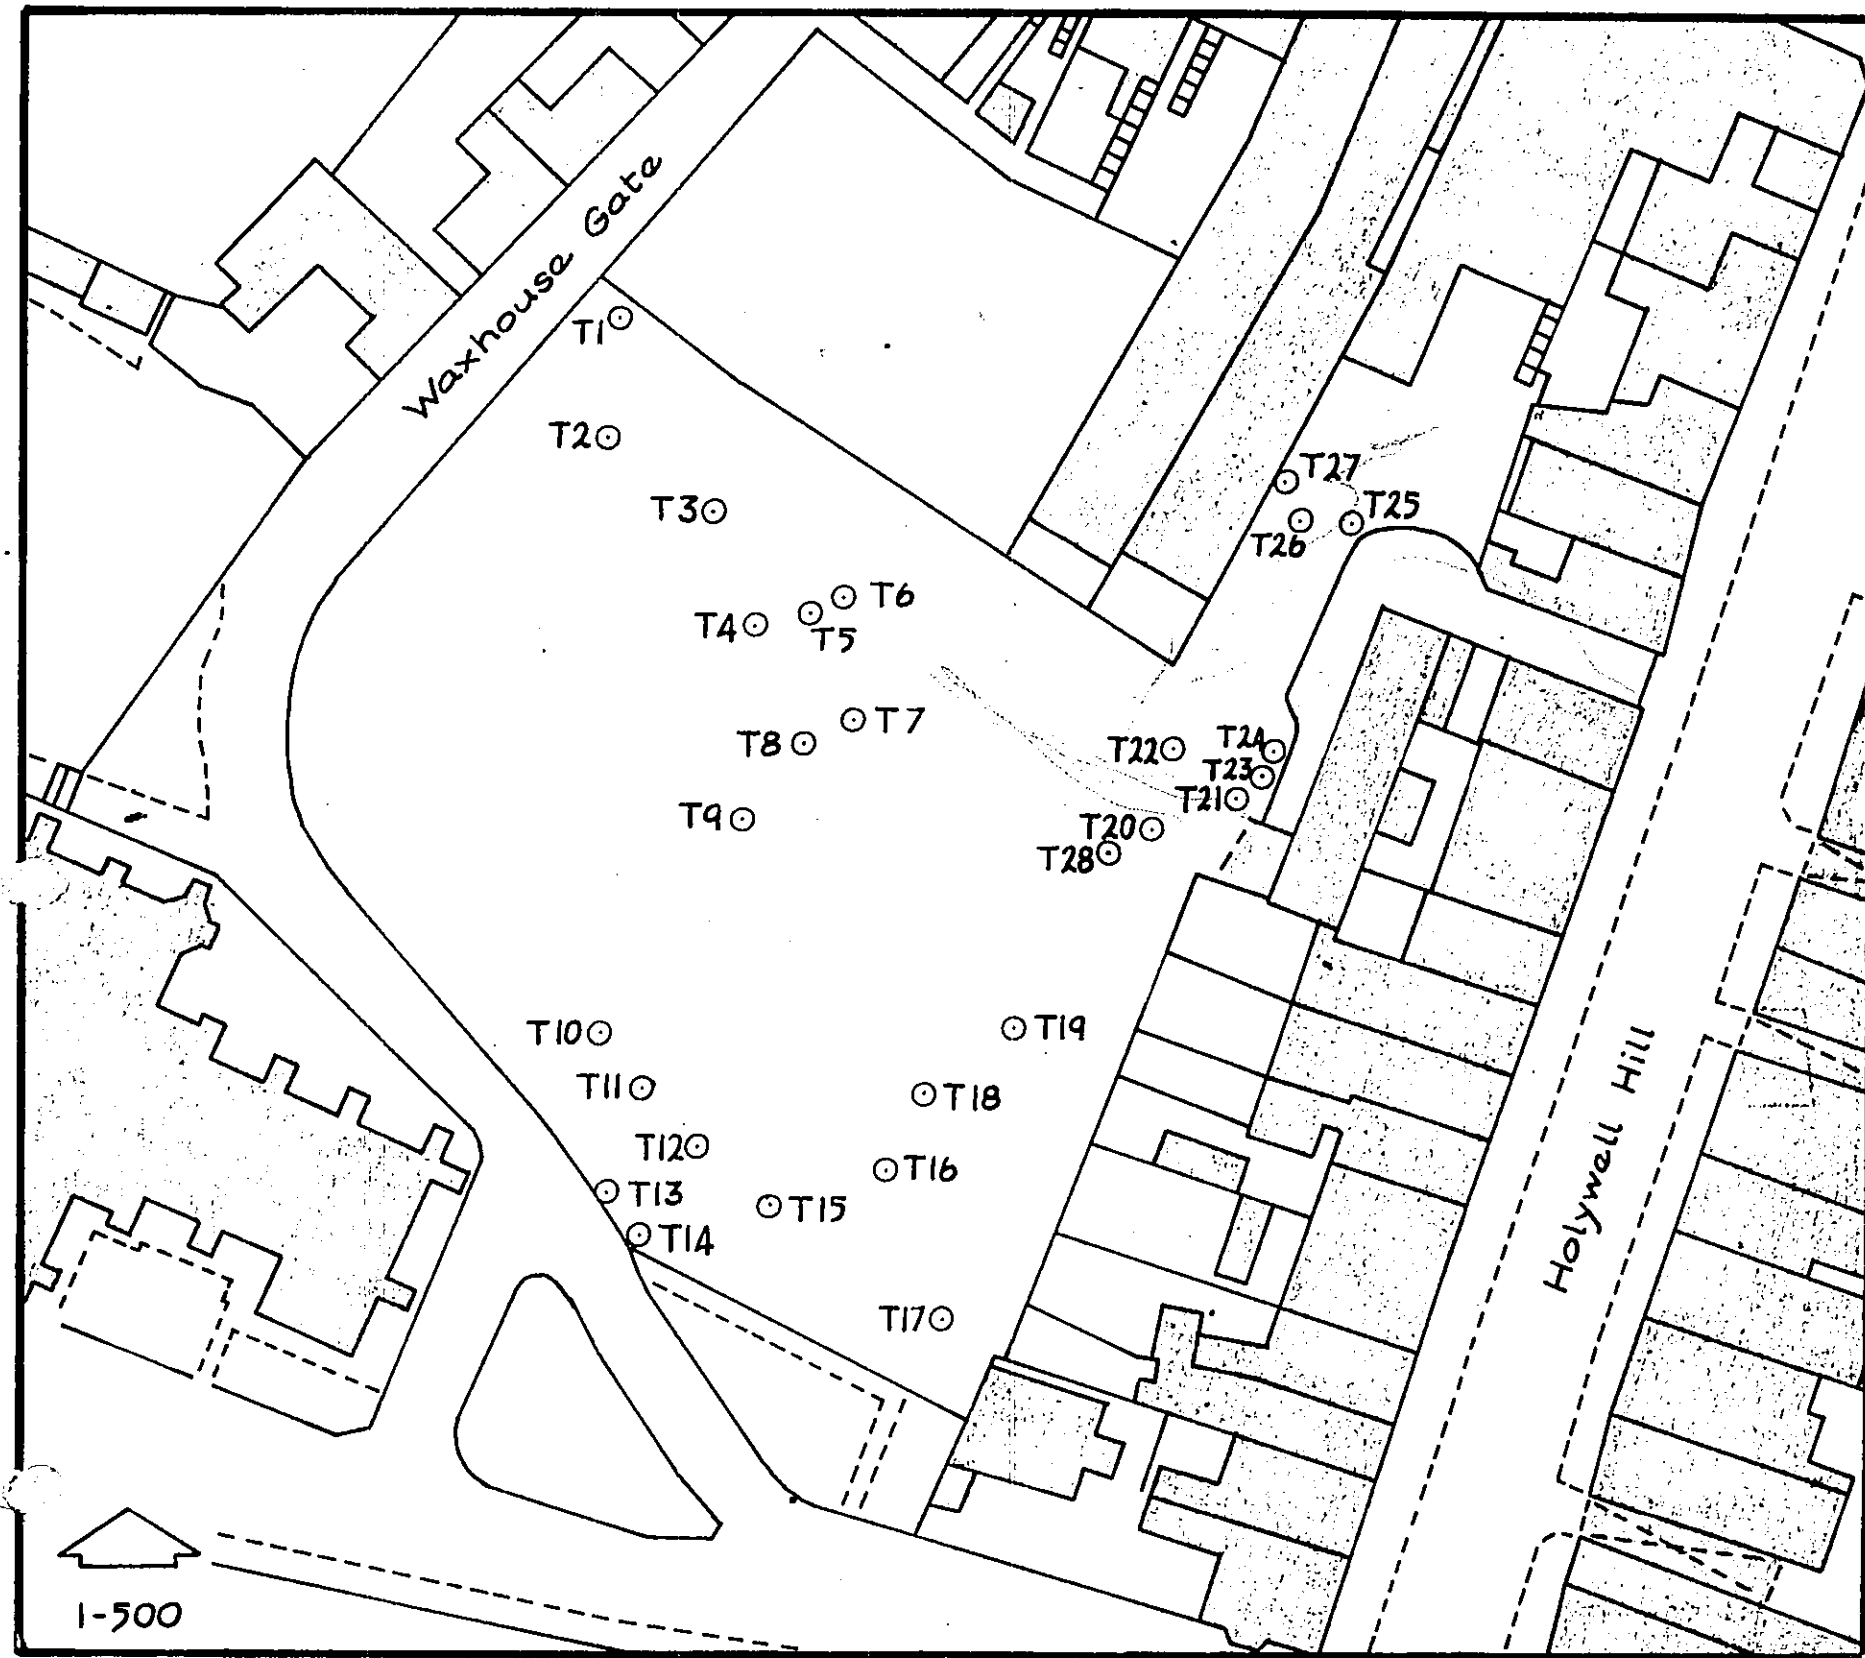 Waxhouse Gate
T1
T2
T3
T27
T25
T26
T6
T4
T5
T7
T8
T22
T24
T23
T21
T9
T20
T28
T10
T19
T11
T18
T12
T16
T13
T15
T14
T17
Holywell Hill
1-500